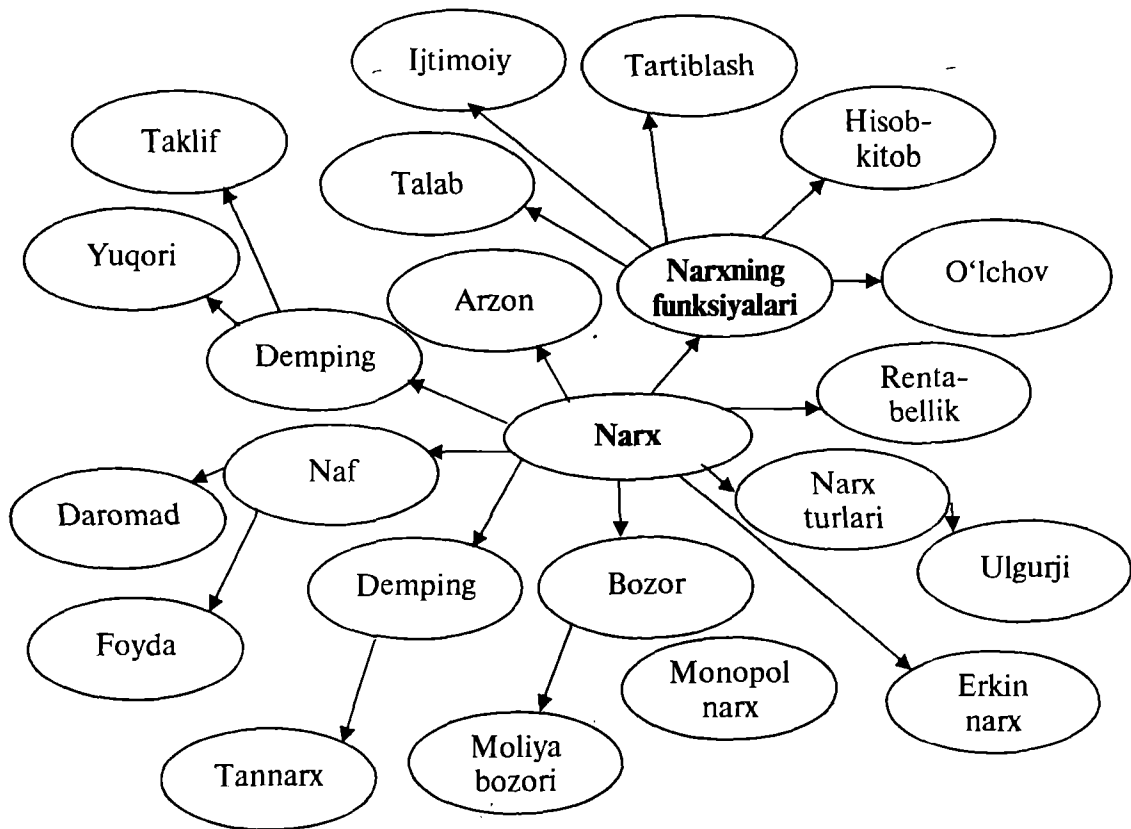 Ijtimoiy
Tartiblash
Taklif
Hisob-
kitob
Talab
Yuqori
Narxning
funksiyalari
O‘lchov
Arzon
Demping
Renta-
bellik
Narx
Naf
Narx
turlari
Daromad
Ulgurji
Demping
Bozor
Foyda
Monopol
narx
Erkin
narx
Tannarx
Moliya
bozori